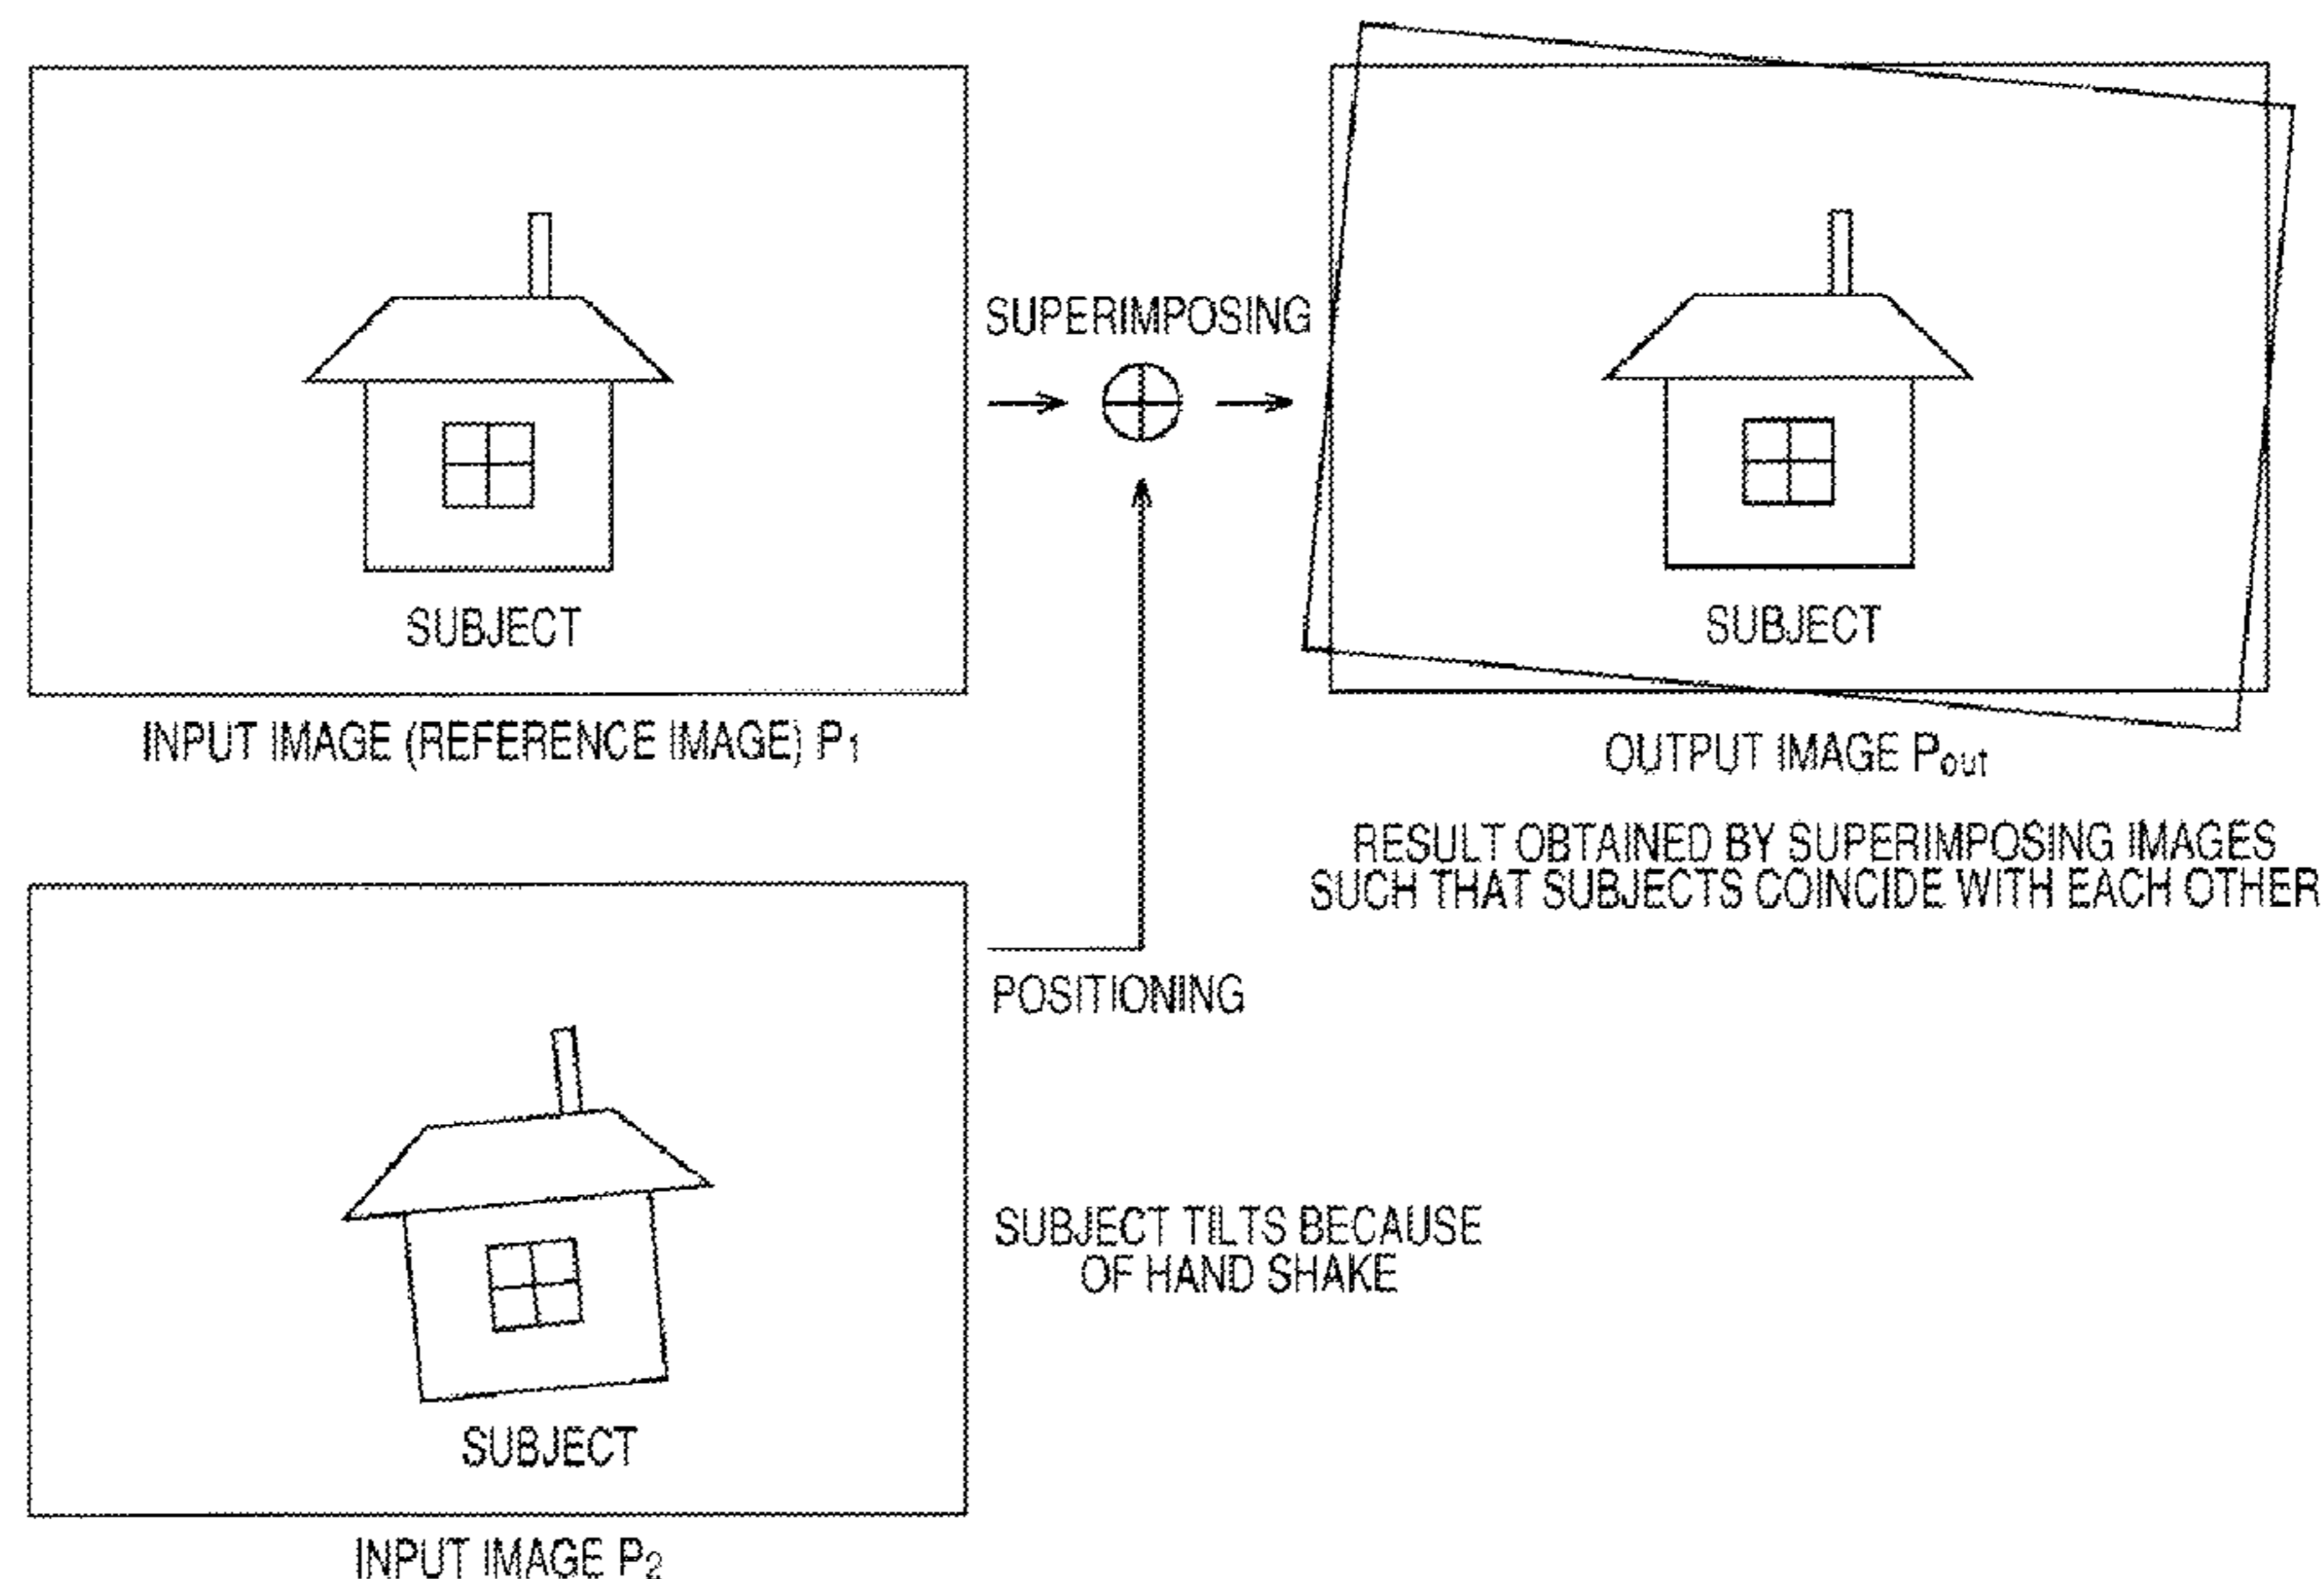 SUPERIMPOSING
SUBJECT
SUBJECT
INPUT IMAGE (REFERENCE IMAGE) P1
OUTPUT IMAGE Pout
RESULT OBTAINED BY SUPERIMPOSING IMAGES
SUCH THAT SUBJECTS COINCIDE WITH EACH OTHER
POSITIONING
SUBJECT TILTS BECAUSE
OF HAND SHAKE
SUBJECT
INPUT IMAGE P2